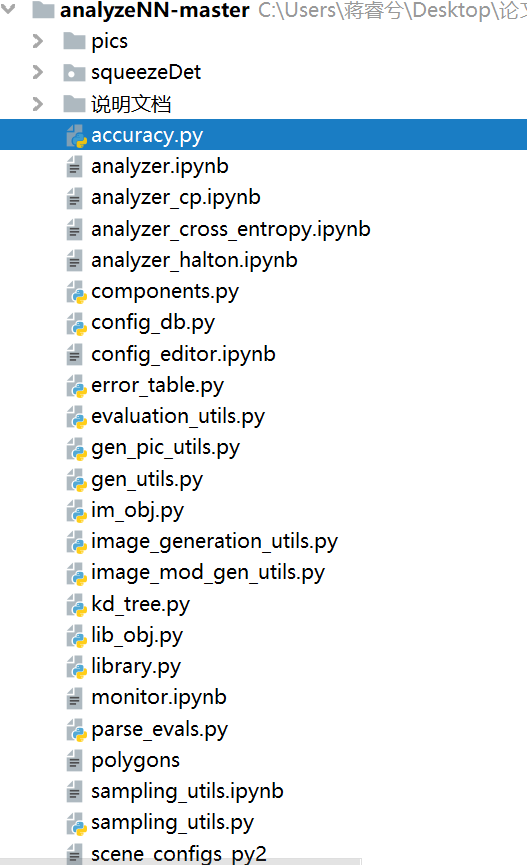 analyzeNN-master C:\Users\蒋睿兮\Desktop\论文
pics
squeezeDet
说明文档
accuracy.py
analyzer.ipynb
analyzer_cp.ipynb
analyzer_cross_entropy.ipynb
analyzer_halton.ipynb
components.py
config_db.py
config_editor.ipynb
error_table.py
evaluation_utils.py
gen_pic_utils.py
gen_utils.py
im_obj.py
image_generation_utils.py
image_mod_gen_utils.py
kd_tree.py
lib_obj.py
library.py
monitor.ipynb
parse_evals.py
polygons
sampling_utils.ipynb
sampling_utils.py
scene_configs_py2